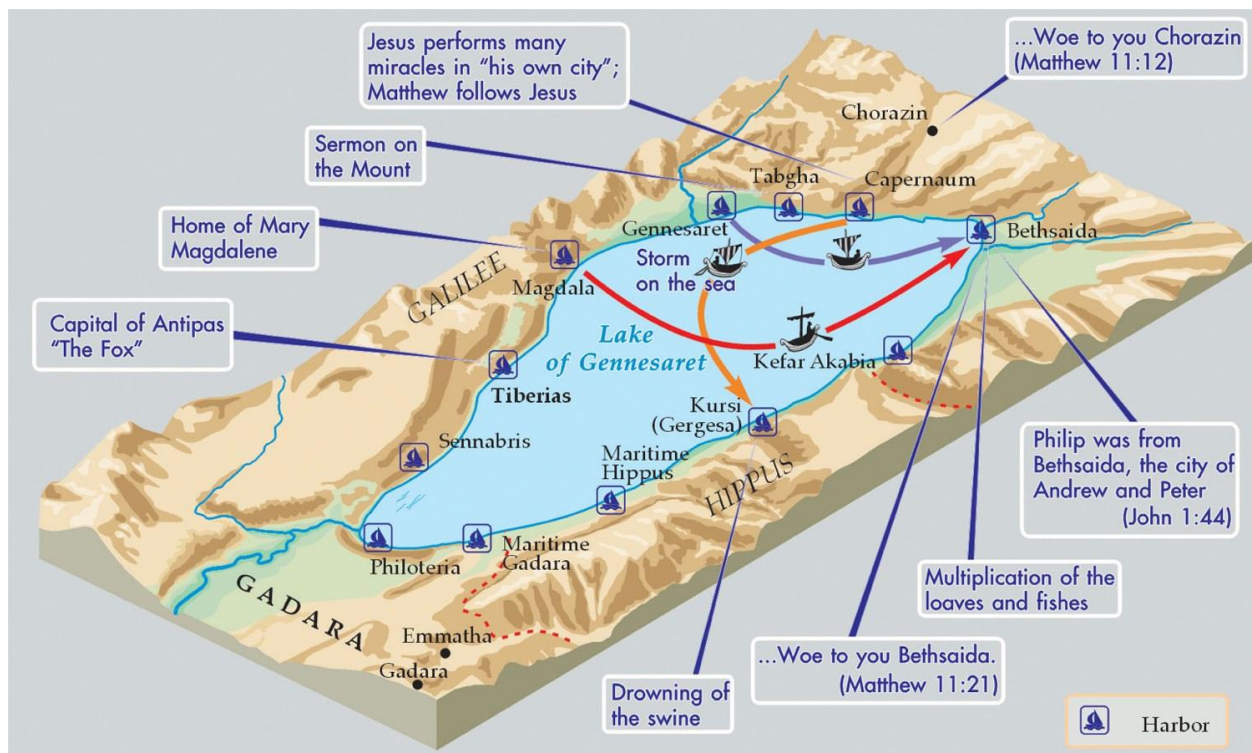 Jesus performs many
miracles in “his own city”;
Matthew follows Jesus
...Woe to you Chorazin
(Matthew 11:12)
Chorazin
Sermon on
the Mount
Tabgha
Capernaum
Home of Mary
Magdalene
Gennesaret
Bethsaida
Storm
on the sea
GALILEE
Magdala
Capital of Antipas
“The Fox”
Lake
of Gennesaret
Kefar Akabia
Tiberias
Kursi
(Gergesa)
Sennabris
Maritime
Hippus
HIPPUS
Philip was from
Bethsaida, the city of
Andrew and Peter
(John 1:44)
Philoteria
Maritime
Gadara
GADARA
Multiplication of the
loaves and fishes
Emmatha
Gadara
...Woe to you Bethsaida.
(Matthew 11:21)
Drowning of
the swine
Harbor